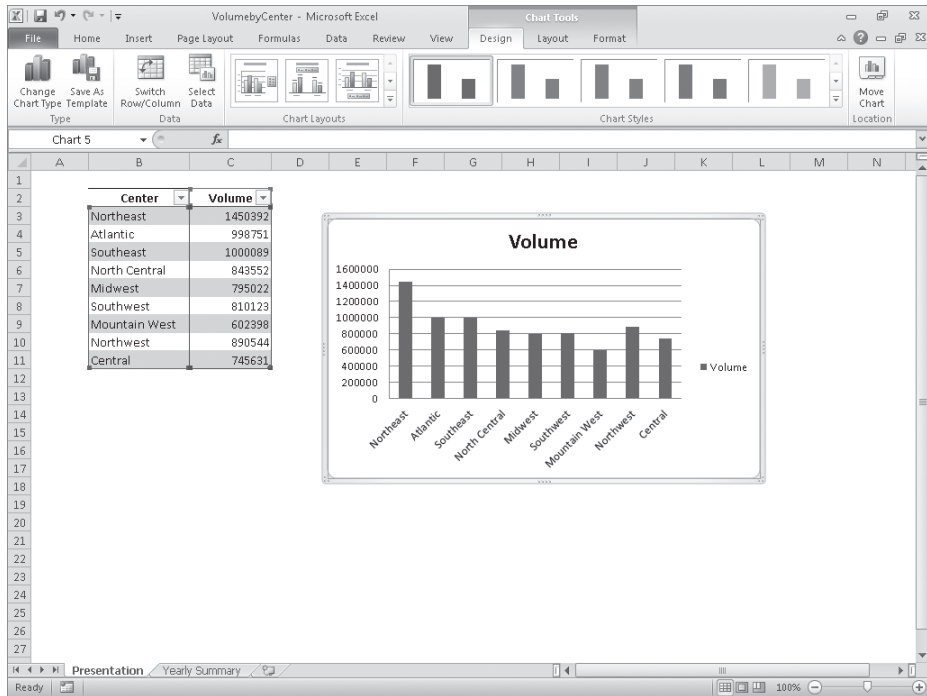 VolumebyCenter - Microsoft Excel
Chart Tools
File Home Insert Page Layout Formulas Data Review View Design Layout Format
Change Chart Type
Save As Template
Switch Row/Column
Select Data
Move Chart
Type Data Chart Layouts Chart Styles Location
Chart 5 fx
A B C D E F G H I J K L M N
1
2 Center Volume
3 Northeast 1450392
4 Atlantic 998751
5 Southeast 1000089
6 North Central 843552
7 Midwest 795022
8 Southwest 810123
9 Mountain West 602398
10 Northwest 890544
11 Central 745631
12
13
14
15
16
17
18
19
20
21
22
23
24
25
26
27
Volume
1600000
1400000
1200000
1000000
800000
600000
400000
200000
0
Northeast Atlantic Southeast North Central Midwest Southwest Mountain West Northwest Central
Volume
Presentation Yearly Summary
Ready 100%